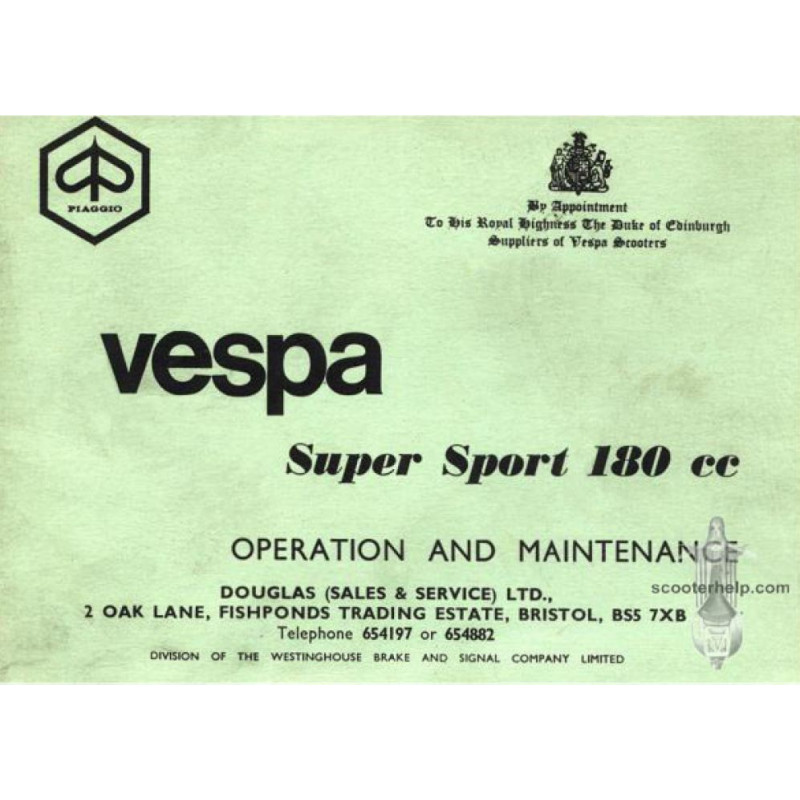 PIAGGIO
By Appointment
To His Royal Highness The Duke of Edinburgh
Suppliers of Vespa Scooters
vespa
Super Sport 180 cc
OPERATION AND MAINTENANCE
scooterhelp.com
DOUGLAS (SALES & SERVICE) LTD.,
2 OAK LANE, FISHPONDS TRADING ESTATE, BRISTOL, BS5 7XB
Telephone 654197 or 654882
DIVISION OF THE WESTINGHOUSE BRAKE AND SIGNAL COMPANY LIMITED